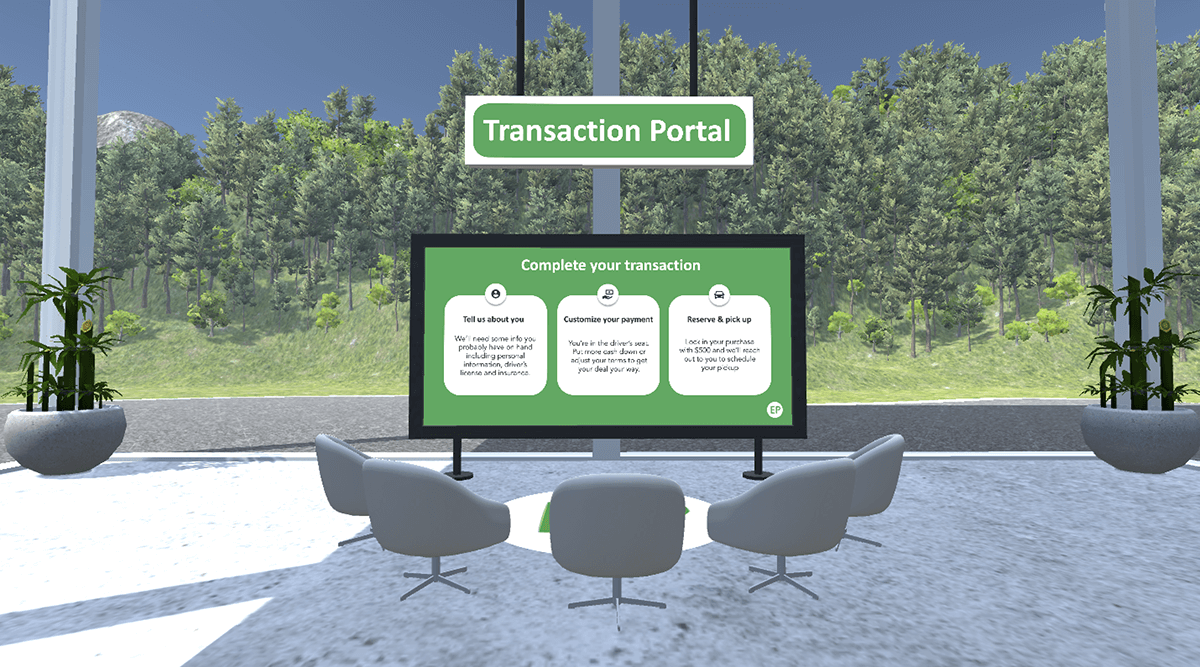 Transaction Portal
Complete your transaction
Tell us about you
We'll need some info you
probably have on hand
including personal
information, driver's
license and insurance.
Customize your payment
You're in the driver's seat.
Put more cash down or
adjust your terms to get
your deal your way.
Reserve & pick up
Lock in your purchase
with $500 and we'll reach
out to you to schedule
your pickup
EP